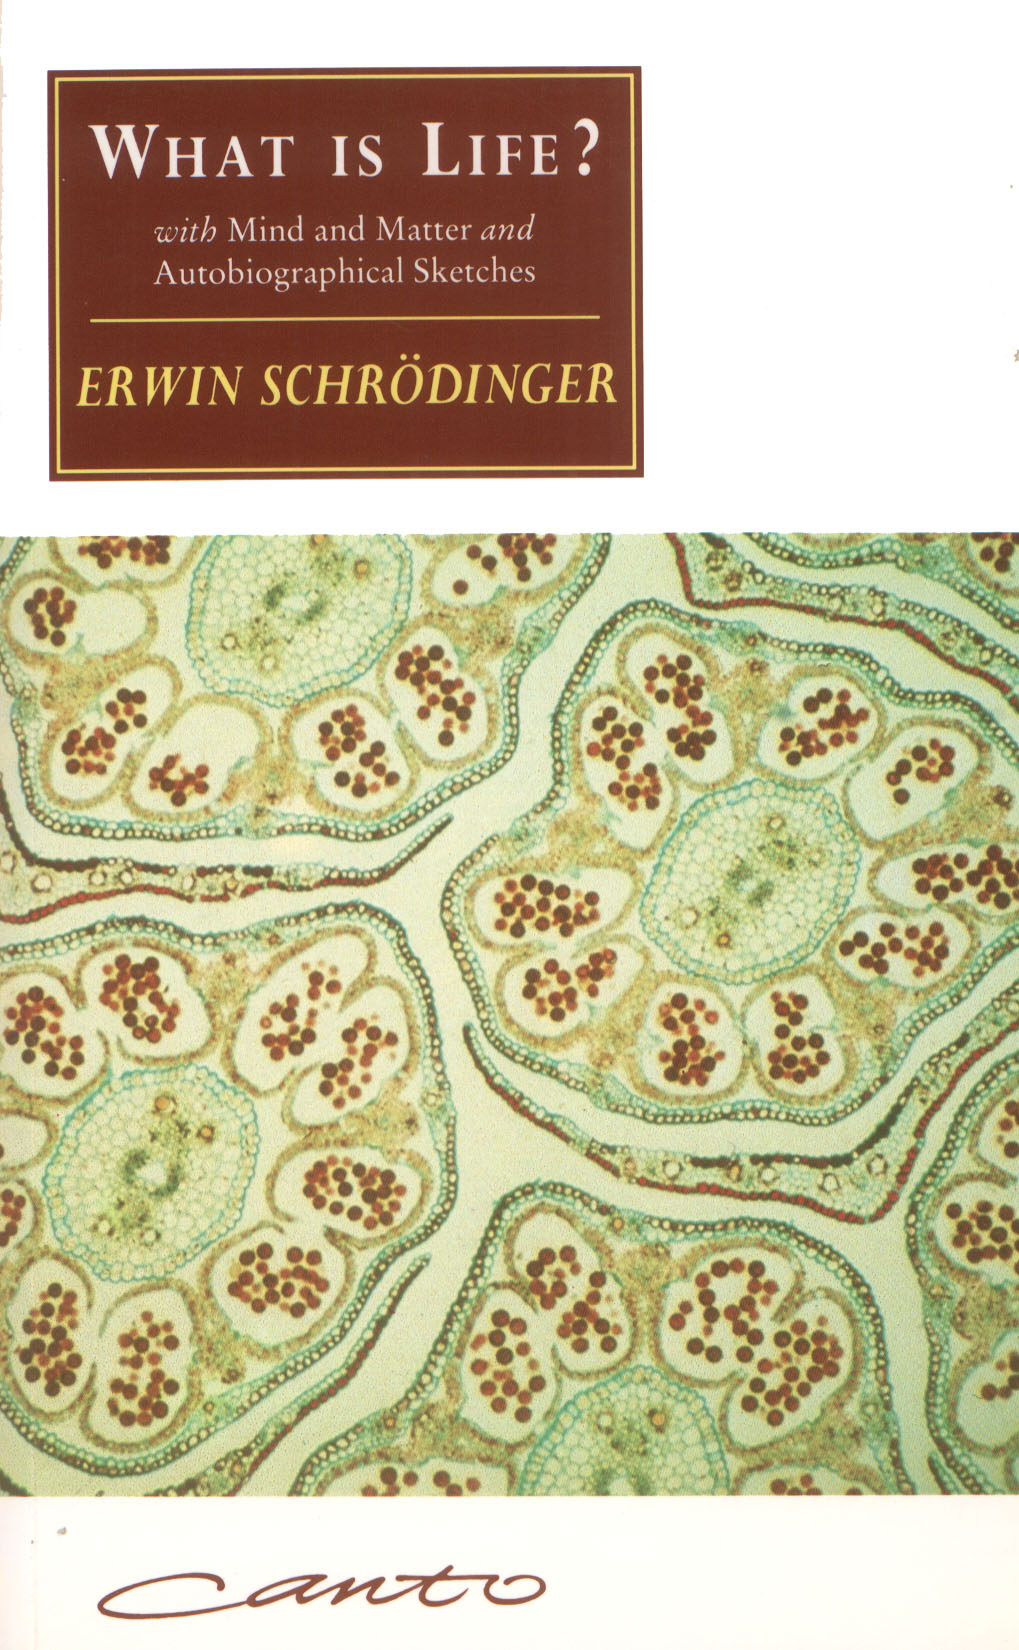 WHAT IS LIFE?
with Mind and Matter and
Autobiographical Sketches
ERWIN SCHRÖDINGER
canto